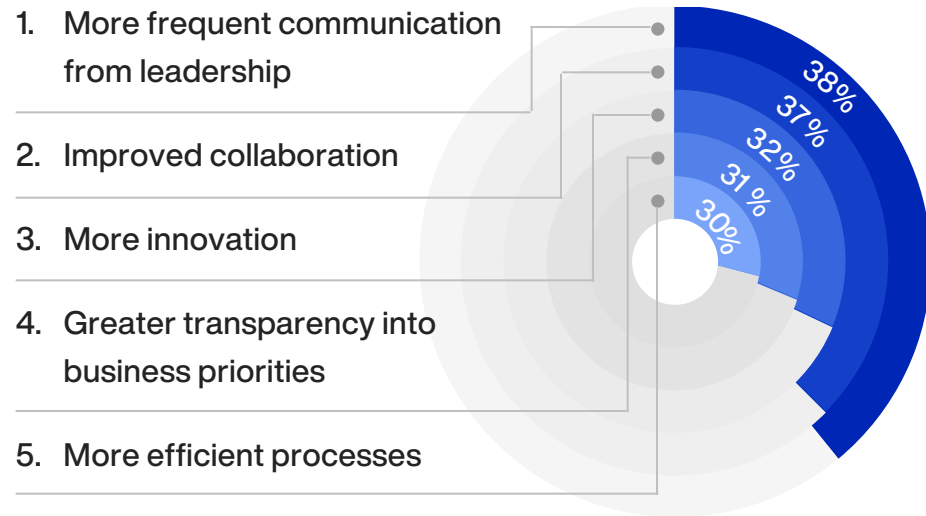 1. More frequent communication
from leadership
2. Improved collaboration
3. More innovation
4. Greater transparency into
business priorities
5. More efficient processes
38%
37%
32%
31%
30%